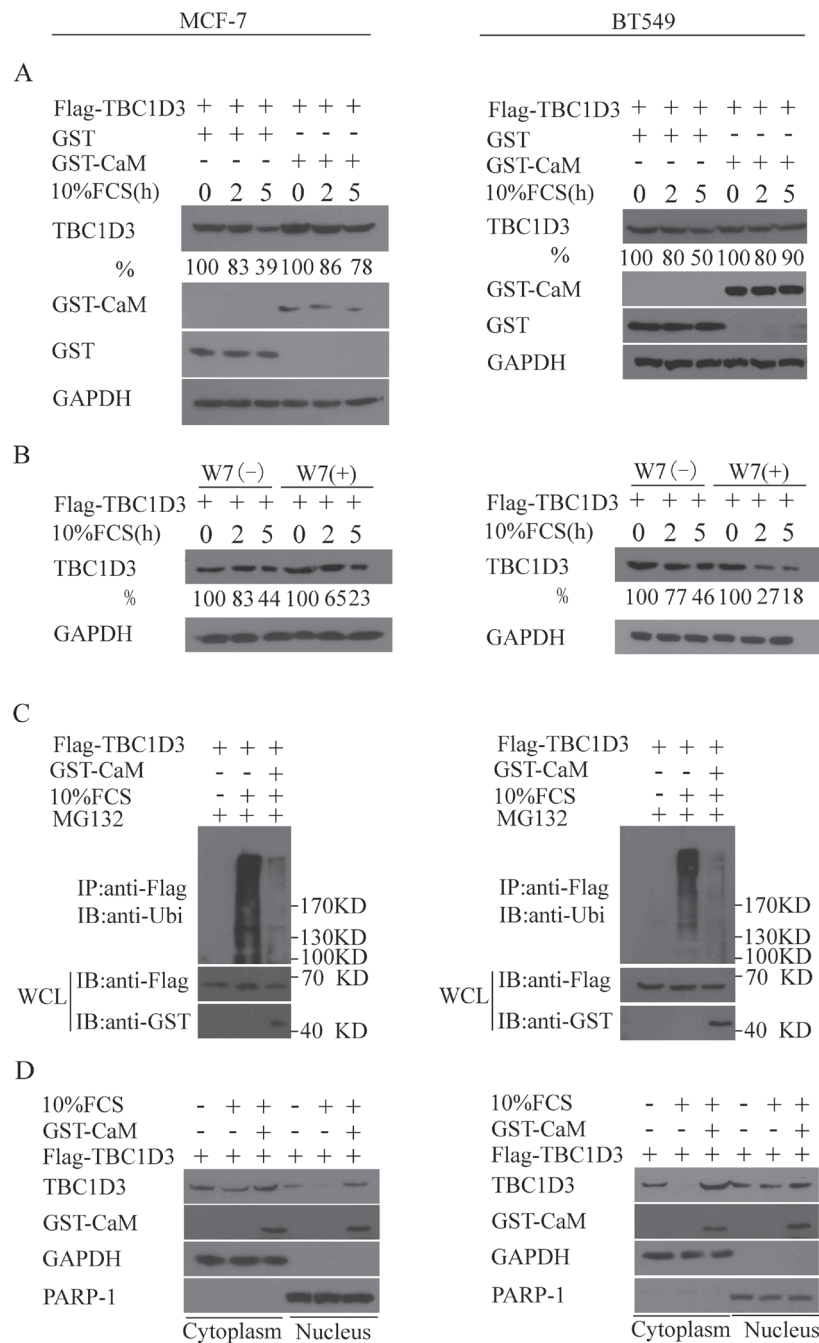 MCF-7
BT549
A
Flag-TBC1D3 + + + + + +
GST + + + - - -
GST-CaM - - - + + +
10%FCS(h) 0 2 5 0 2 5
TBC1D3
% 100 83 39 100 86 78
GST-CaM
GST
GAPDH
Flag-TBC1D3 + + + + + +
GST + + + - - -
GST-CaM - - - + + +
10%FCS(h) 0 2 5 0 2 5
TBC1D3
% 100 80 50 100 80 90
GST-CaM
GST
GAPDH
B
W7(-) W7(+)
Flag-TBC1D3 + + + + + +
10%FCS(h) 0 2 5 0 2 5
TBC1D3
% 100 83 44 100 65 23
GAPDH
W7(-) W7(+)
Flag-TBC1D3 + + + + + +
10%FCS(h) 0 2 5 0 2 5
TBC1D3
% 100 77 46 100 27 18
GAPDH
C
Flag-TBC1D3 + + +
GST-CaM - - +
10%FCS - + +
MG132 + + +
IP:anti-Flag
IB:anti-Ubi
-170KD
-130KD
-100KD
WCL
IB:anti-Flag
-70 KD
IB:anti-GST
-40 KD
Flag-TBC1D3 + + +
GST-CaM - - +
10%FCS - + +
MG132 + + +
IP:anti-Flag
IB:anti-Ubi
-170KD
-130KD
-100KD
WCL
IB:anti-Flag
-70 KD
IB:anti-GST
-40 KD
D
10%FCS - + + - + +
GST-CaM - - + - - +
Flag-TBC1D3 + + + + + +
TBC1D3
GST-CaM
GAPDH
PARP-1
Cytoplasm Nucleus
10%FCS - + + - + +
GST-CaM - - + - - +
Flag-TBC1D3 + + + + + +
TBC1D3
GST-CaM
GAPDH
PARP-1
Cytoplasm Nucleus